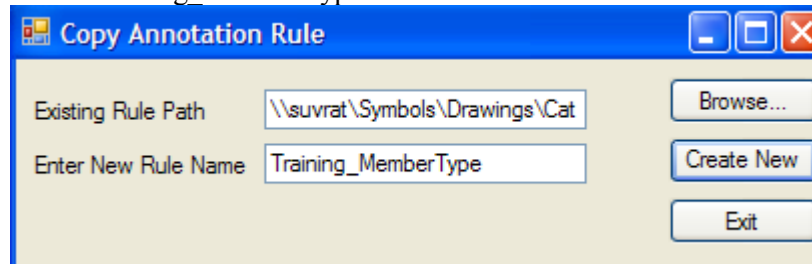 Copy Annotation Rule
Existing Rule Path \\suvrat\Symbols\Drawings\Cat Browse...
Enter New Rule Name Training_MemberType Create New
Exit